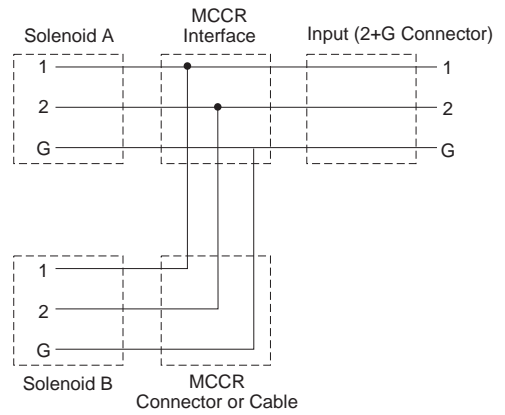 MCCR
Solenoid A Interface Input (2+G Connector)
1 1
2 2
G G
1
2
G
Solenoid B MCCR
Connector or Cable